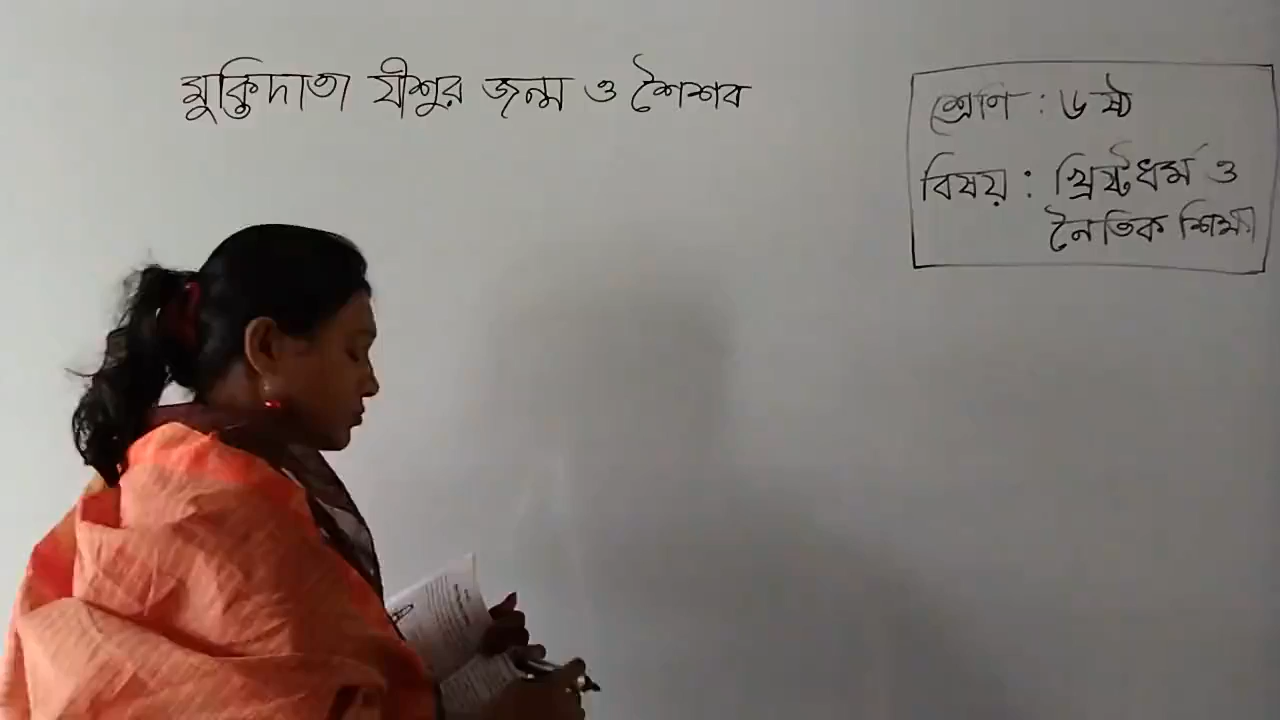 মুক্তিদাতা যীশুর জন্ম ও শৈশব
শ্রেণি : ৬ষ্ঠ
বিষয় : খ্রিষ্টধর্ম ও
নৈতিক শিক্ষা